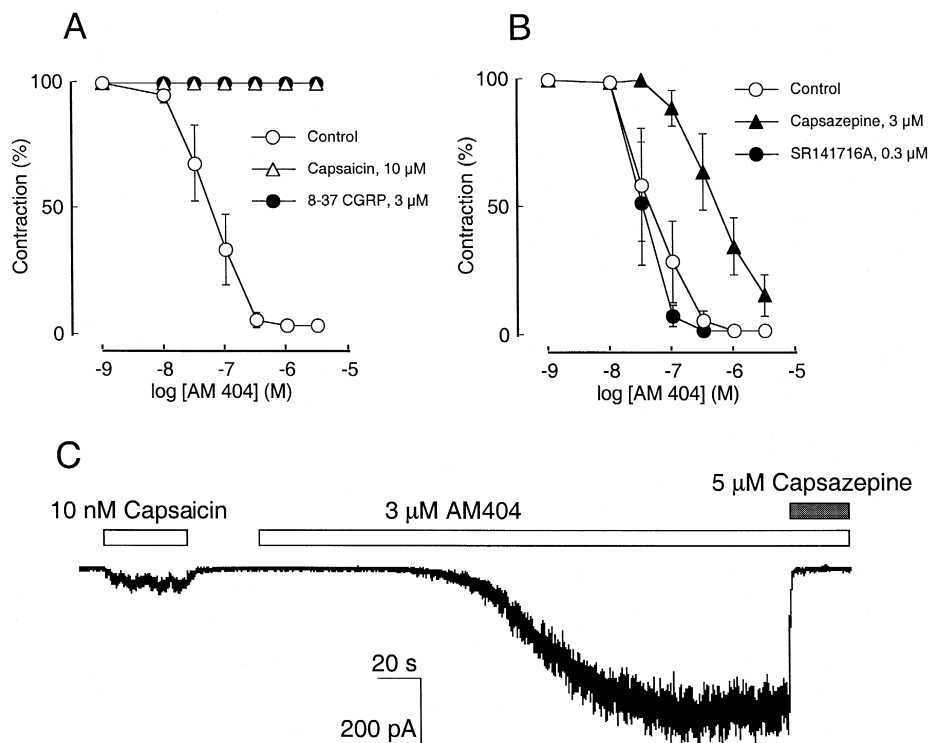 A
100
50
0
Contraction (%)
Control
Capsaicin, 10 µM
8-37 CGRP, 3 µM
-9 -8 -7 -6 -5
log [AM 404] (M)
B
100
50
0
Contraction (%)
Control
Capsazepine, 3 µM
SR141716A, 0.3 µM
-9 -8 -7 -6 -5
log [AM 404] (M)
C
5 µM Capsazepine
10 nM Capsaicin
3 µM AM404
20 s
200 pA